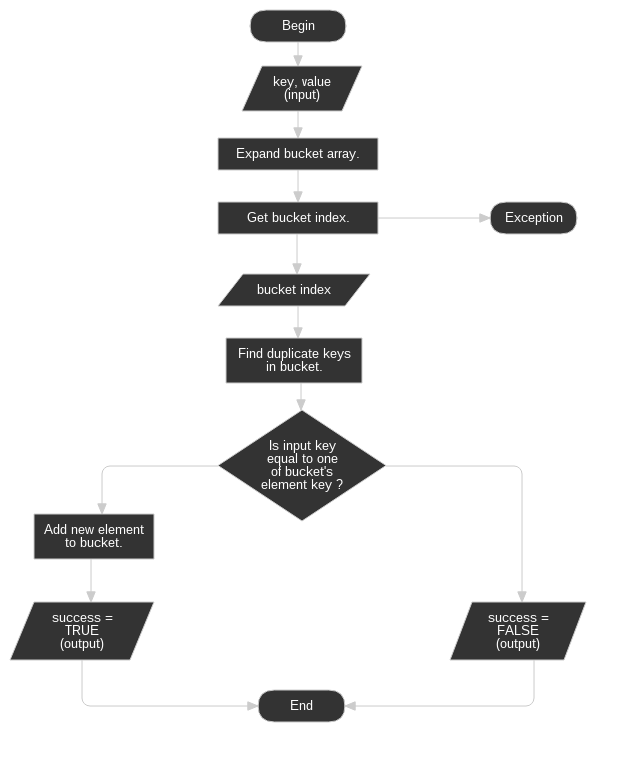 Begin
key, value
(input)
Expand bucket array.
Get bucket index.
Exception
bucket index
Find duplicate keys
in bucket.
Is input key
equal to one
of bucket's
element key ?
Add new element
to bucket.
success =
TRUE
(output)
success =
FALSE
(output)
End